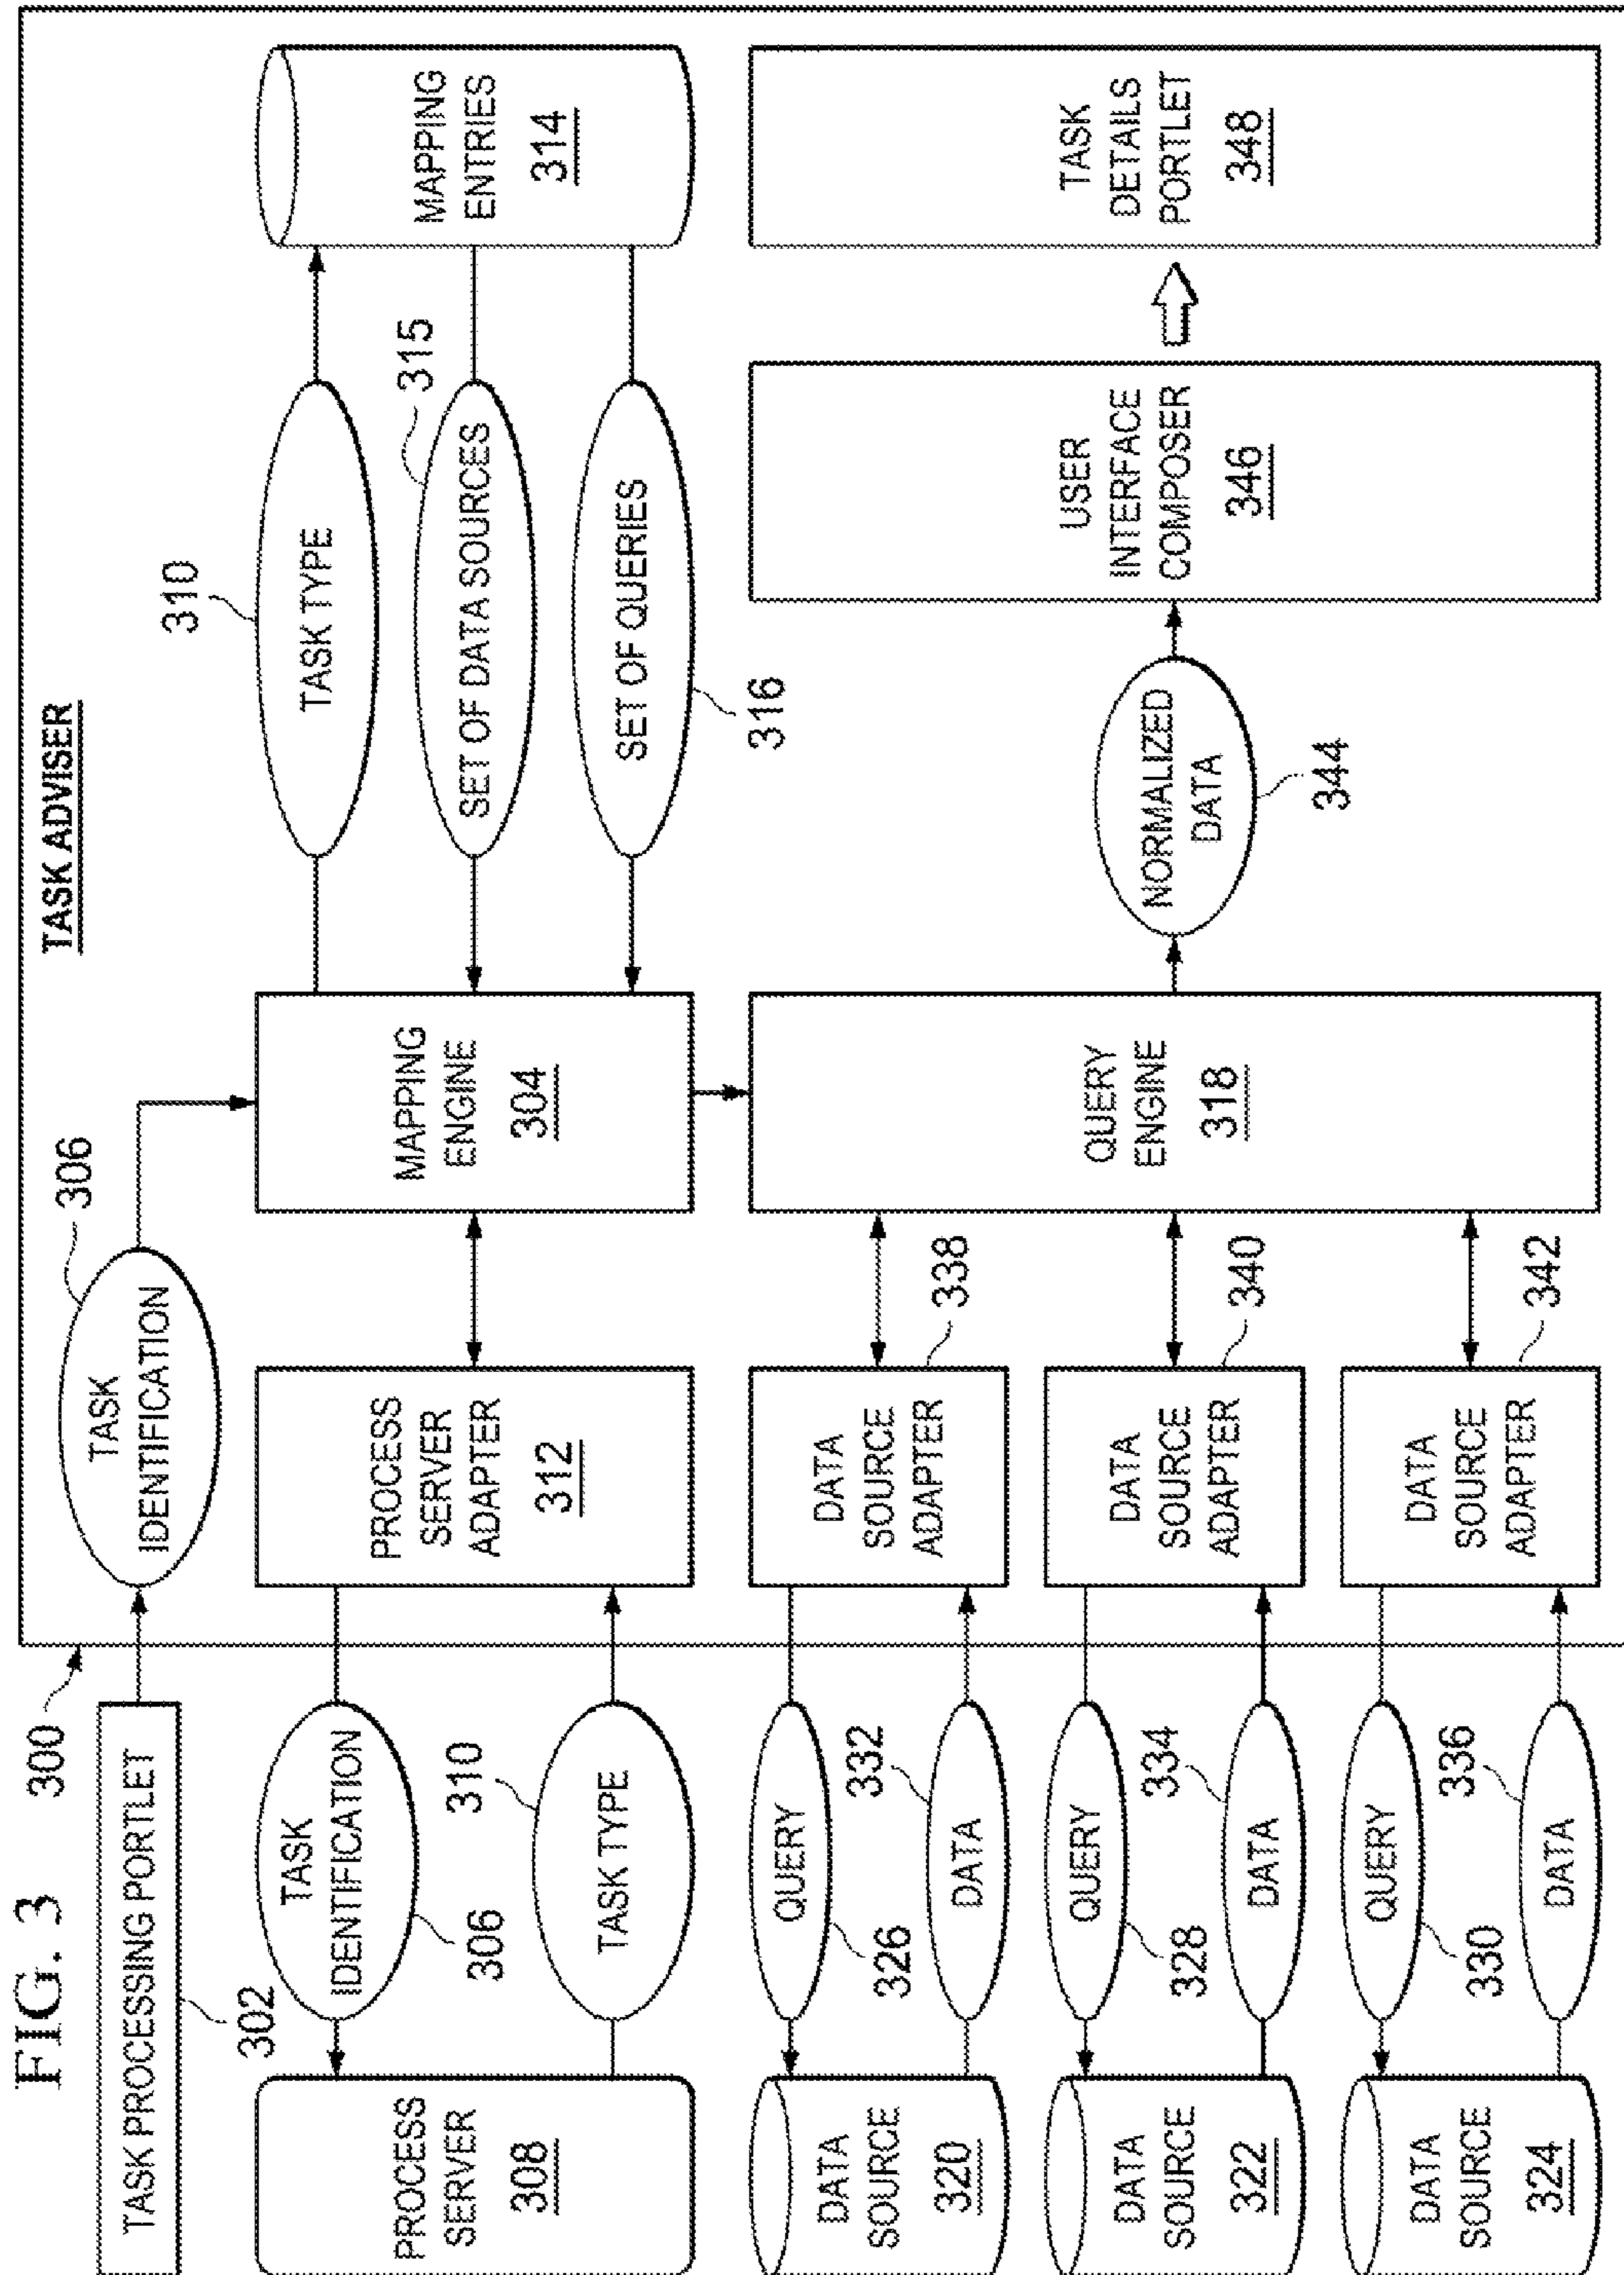 FIG. 3
300
TASK ADVISER
TASK PROCESSING PORTLET
302
TASK
IDENTIFICATION
306
PROCESS
SERVER
308
TASK
IDENTIFICATION
306
310
TASK TYPE
PROCESS
SERVER
ADAPTER
312
MAPPING
ENGINE
304
310
TASK TYPE
315
SET OF DATA SOURCES
SET OF QUERIES
316
MAPPING
ENTRIES
314
DATA
SOURCE
320
QUERY
326
332
DATA
DATA
SOURCE
ADAPTER
338
DATA
SOURCE
322
QUERY
328
334
DATA
DATA
SOURCE
ADAPTER
340
DATA
SOURCE
324
QUERY
330
336
DATA
DATA
SOURCE
ADAPTER
342
QUERY
ENGINE
318
NORMALIZED
DATA
344
USER
INTERFACE
COMPOSER
346
TASK
DETAILS
PORTLET
348